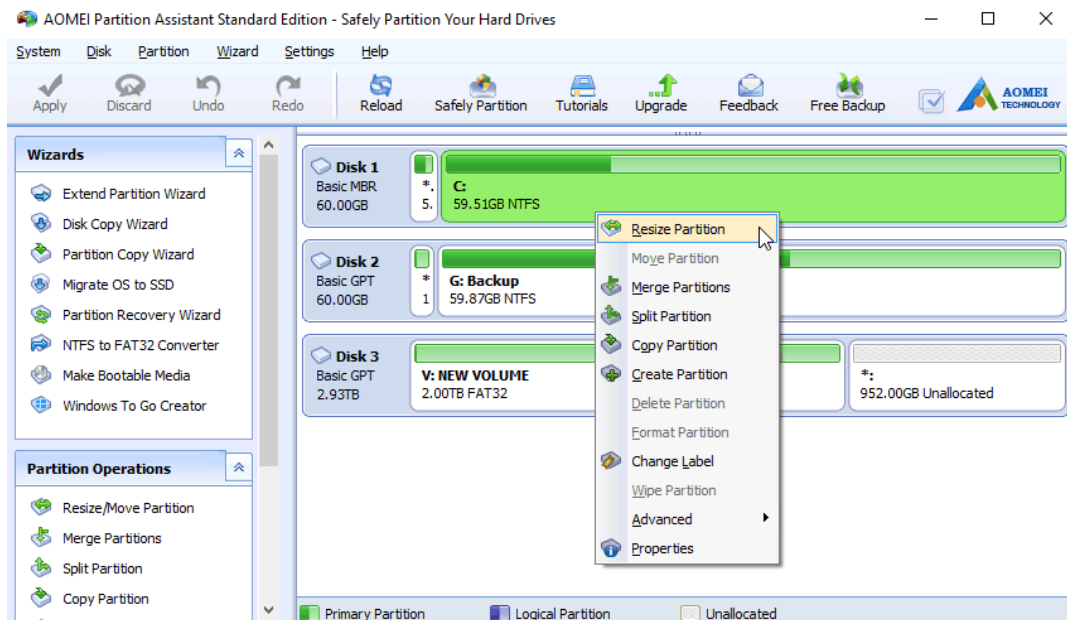 AOMEI Partition Assistant Standard Edition - Safely Partition Your Hard Drives
System Disk Partition Wizard Settings Help
Apply Discard Undo Redo Reload Safely Partition Tutorials Upgrade Feedback Free Backup
AOMEI
TECHNOLOGY
Wizards
Extend Partition Wizard
Disk Copy Wizard
Partition Copy Wizard
Migrate OS to SSD
Partition Recovery Wizard
NTFS to FAT32 Converter
Make Bootable Media
Windows To Go Creator
Partition Operations
Resize/Move Partition
Merge Partitions
Split Partition
Copy Partition
Disk 1
Basic MBR
60.00GB
*.
5.
C:
59.51GB NTFS
Disk 2
Basic GPT
60.00GB
*
1
G: Backup
59.87GB NTFS
Disk 3
Basic GPT
2.93TB
V: NEW VOLUME
2.00TB FAT32
*:
952.00GB Unallocated
Resize Partition
Move Partition
Merge Partitions
Split Partition
Copy Partition
Create Partition
Delete Partition
Format Partition
Change Label
Wipe Partition
Advanced
Properties
Primary Partition Logical Partition Unallocated